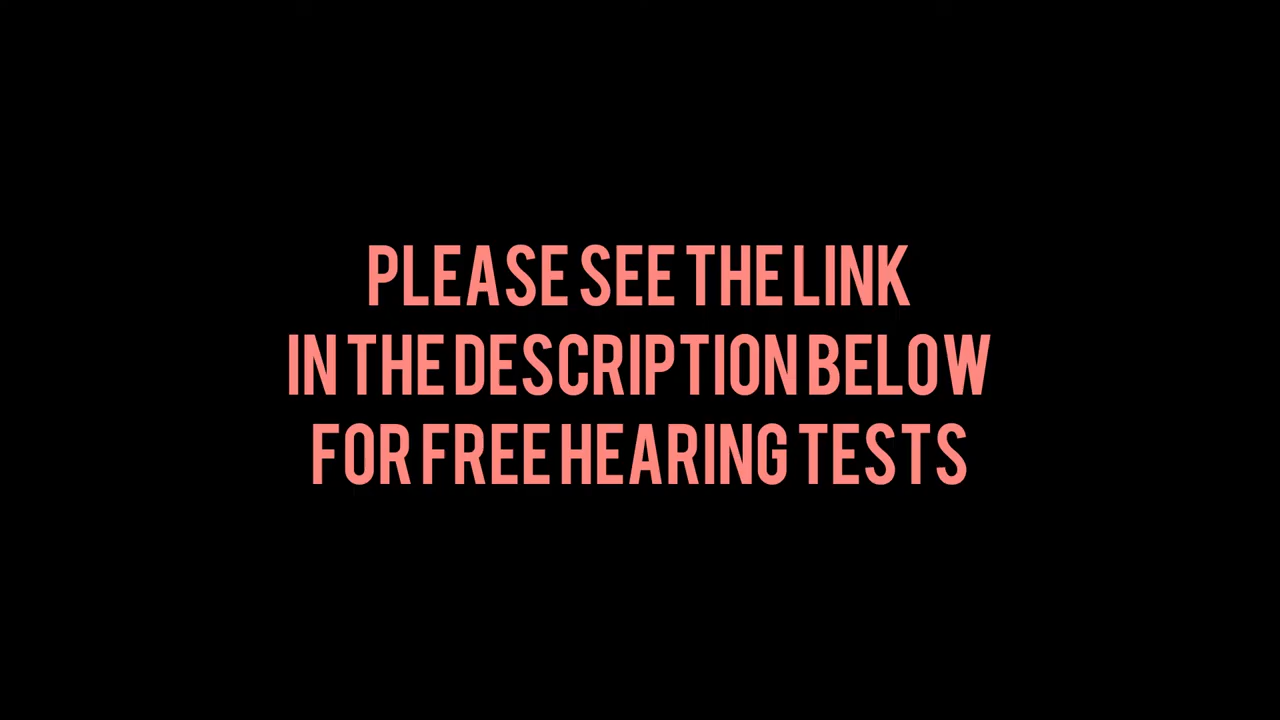 PLEASE SEE THE LINK
IN THE DESCRIPTION BELOW
FOR FREE HEARING TESTS